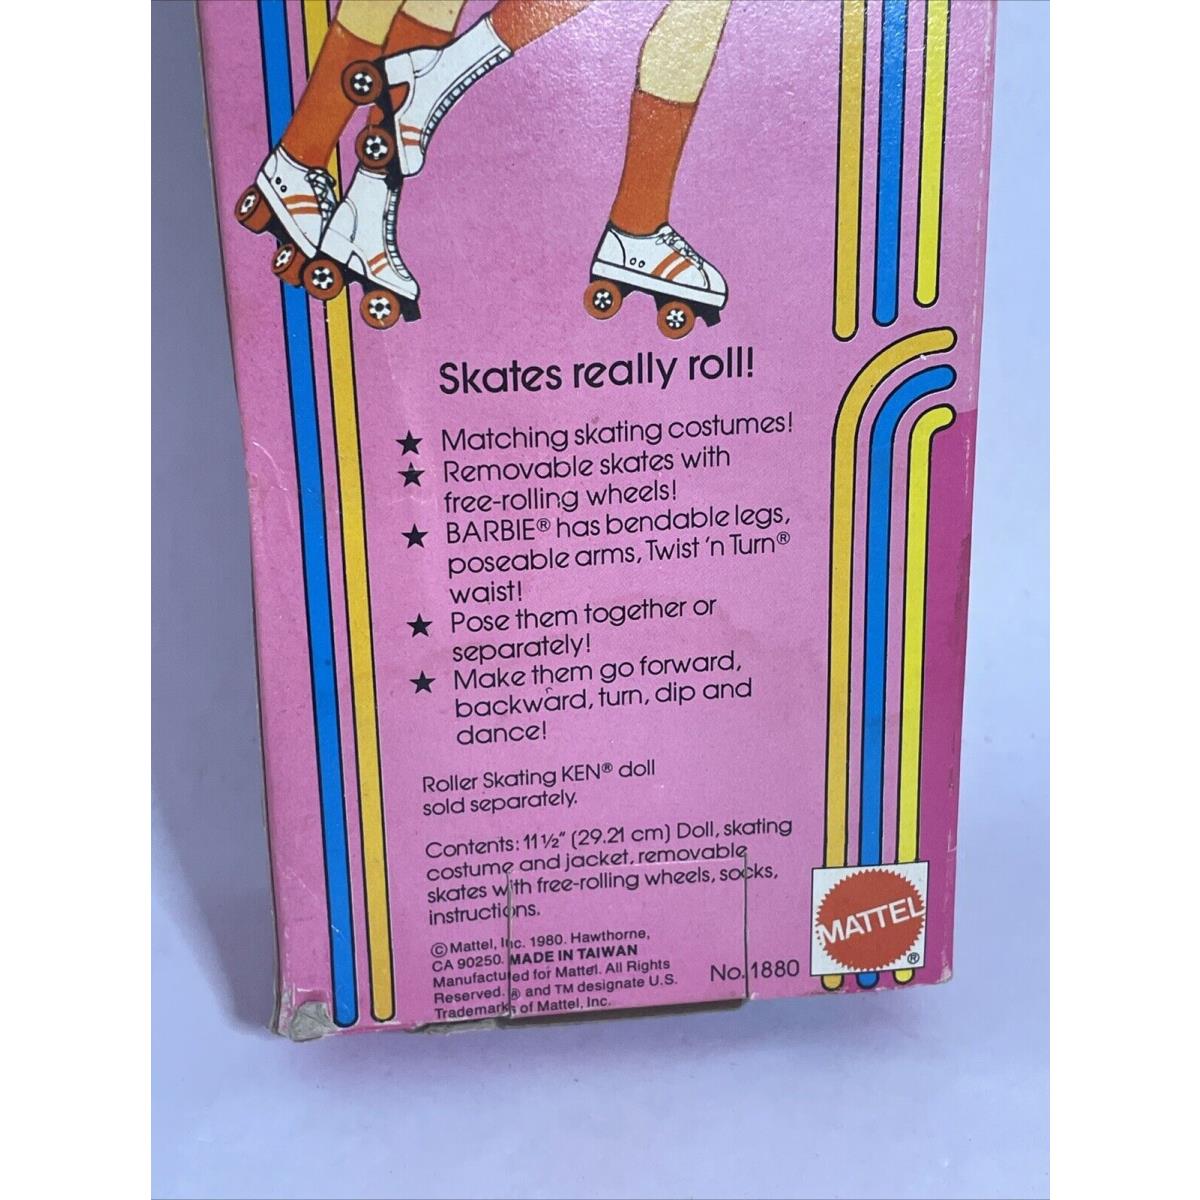 Skates really roll!
★ Matching skating costumes!
★ Removable skates with
free-rolling wheels!
★ BARBIE® has bendable legs,
poseable arms, Twist 'n Turn®
waist!
★ Pose them together or
separately!
★ Make them go forward,
backward, turn, dip and
dance!
Roller Skating KEN® doll
sold separately.
Contents: 11½" (29.21 cm) Doll, skating
costume and jacket, removable
skates with free-rolling wheels, socks,
instructions.
© Mattel, Inc. 1980. Hawthorne,
CA 90250. MADE IN TAIWAN
Manufactured for Mattel. All Rights
Reserved. ® and TM designate U.S.
Trademarks of Mattel, Inc.
No. 1880
MATTEL®